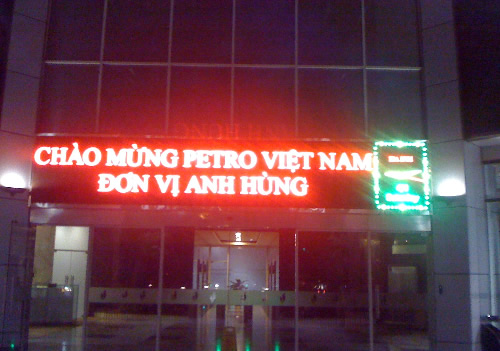 CHÀO MỪNG PETRO VIỆT NAM
ĐƠN VỊ ANH HÙNG